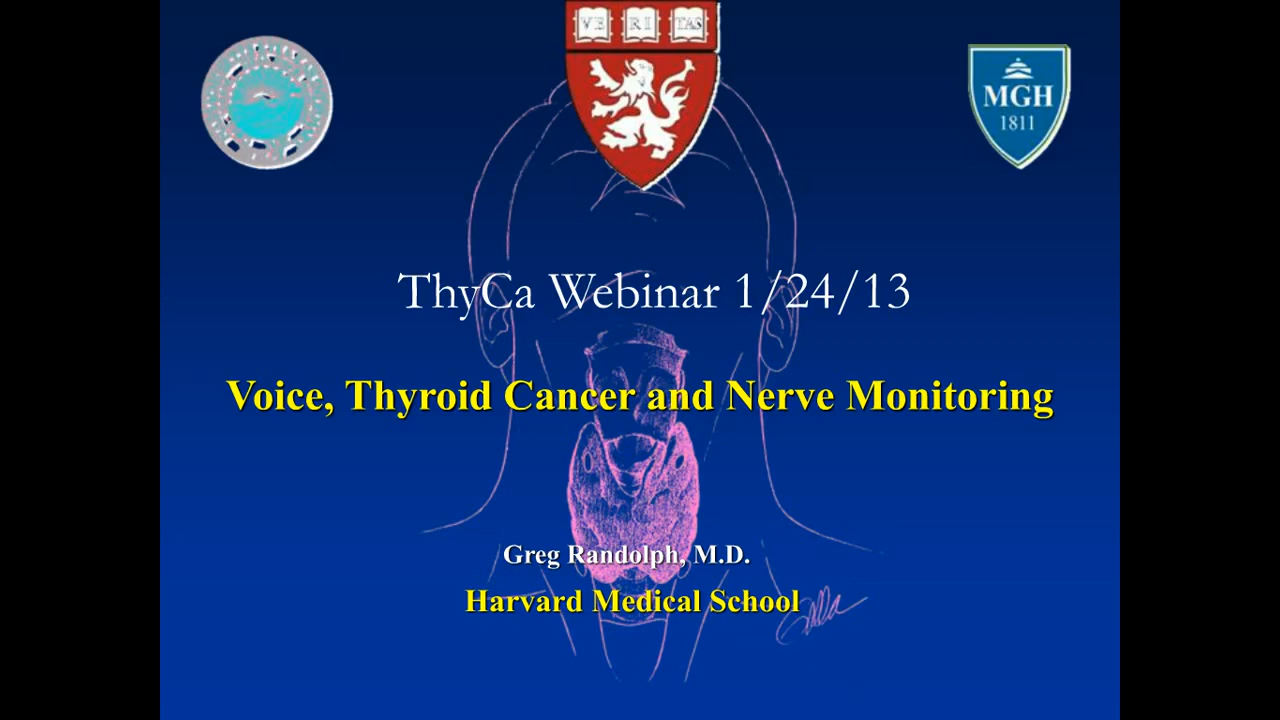 VE RI TAS
MGH
1811
ThyCa Webinar 1/24/13
Voice, Thyroid Cancer and Nerve Monitoring
Greg Randolph, M.D.
Harvard Medical School